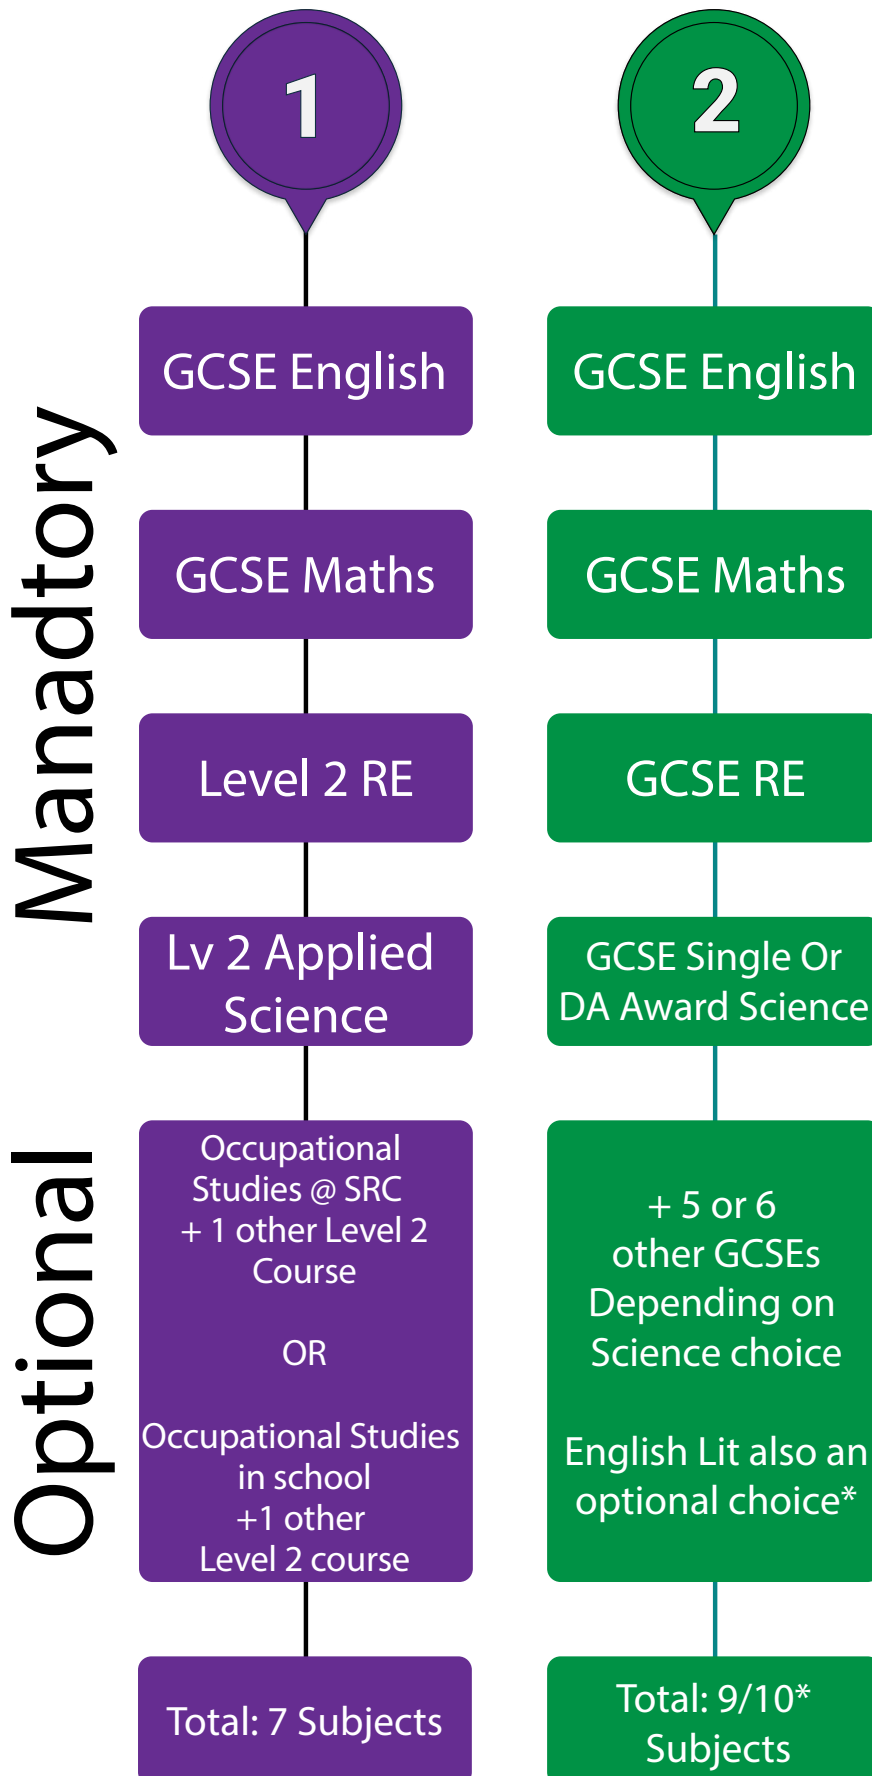 1
2
Manadtory
GCSE English
GCSE Maths
Level 2 RE
Lv 2 Applied
Science
GCSE English
GCSE Maths
GCSE RE
GCSE Single Or
DA Award Science
Optional
Occupational
Studies @ SRC
+ 1 other Level 2
Course
OR
Occupational Studies
in school
+1 other
Level 2 course
+ 5 or 6
other GCSEs
Depending on
Science choice
English Lit also an
optional choice*
Total: 7 Subjects
Total: 9/10*
Subjects